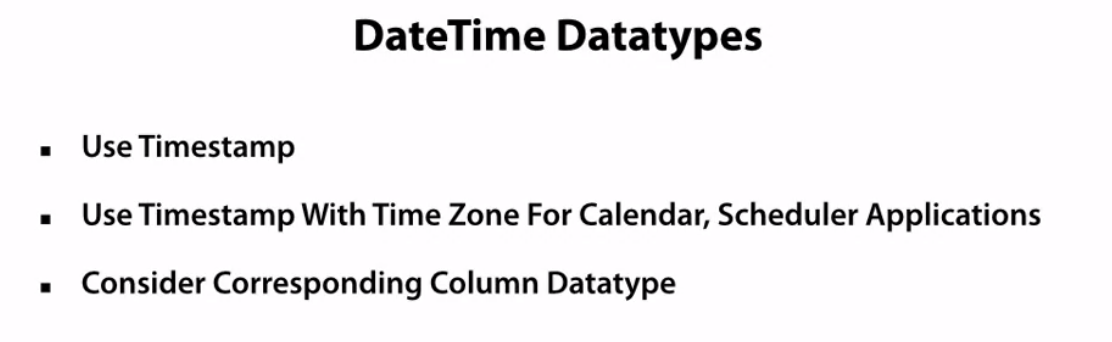 DateTime Datatypes
Use Timestamp
Use Timestamp With Time Zone For Calendar, Scheduler Applications
Consider Corresponding Column Datatype